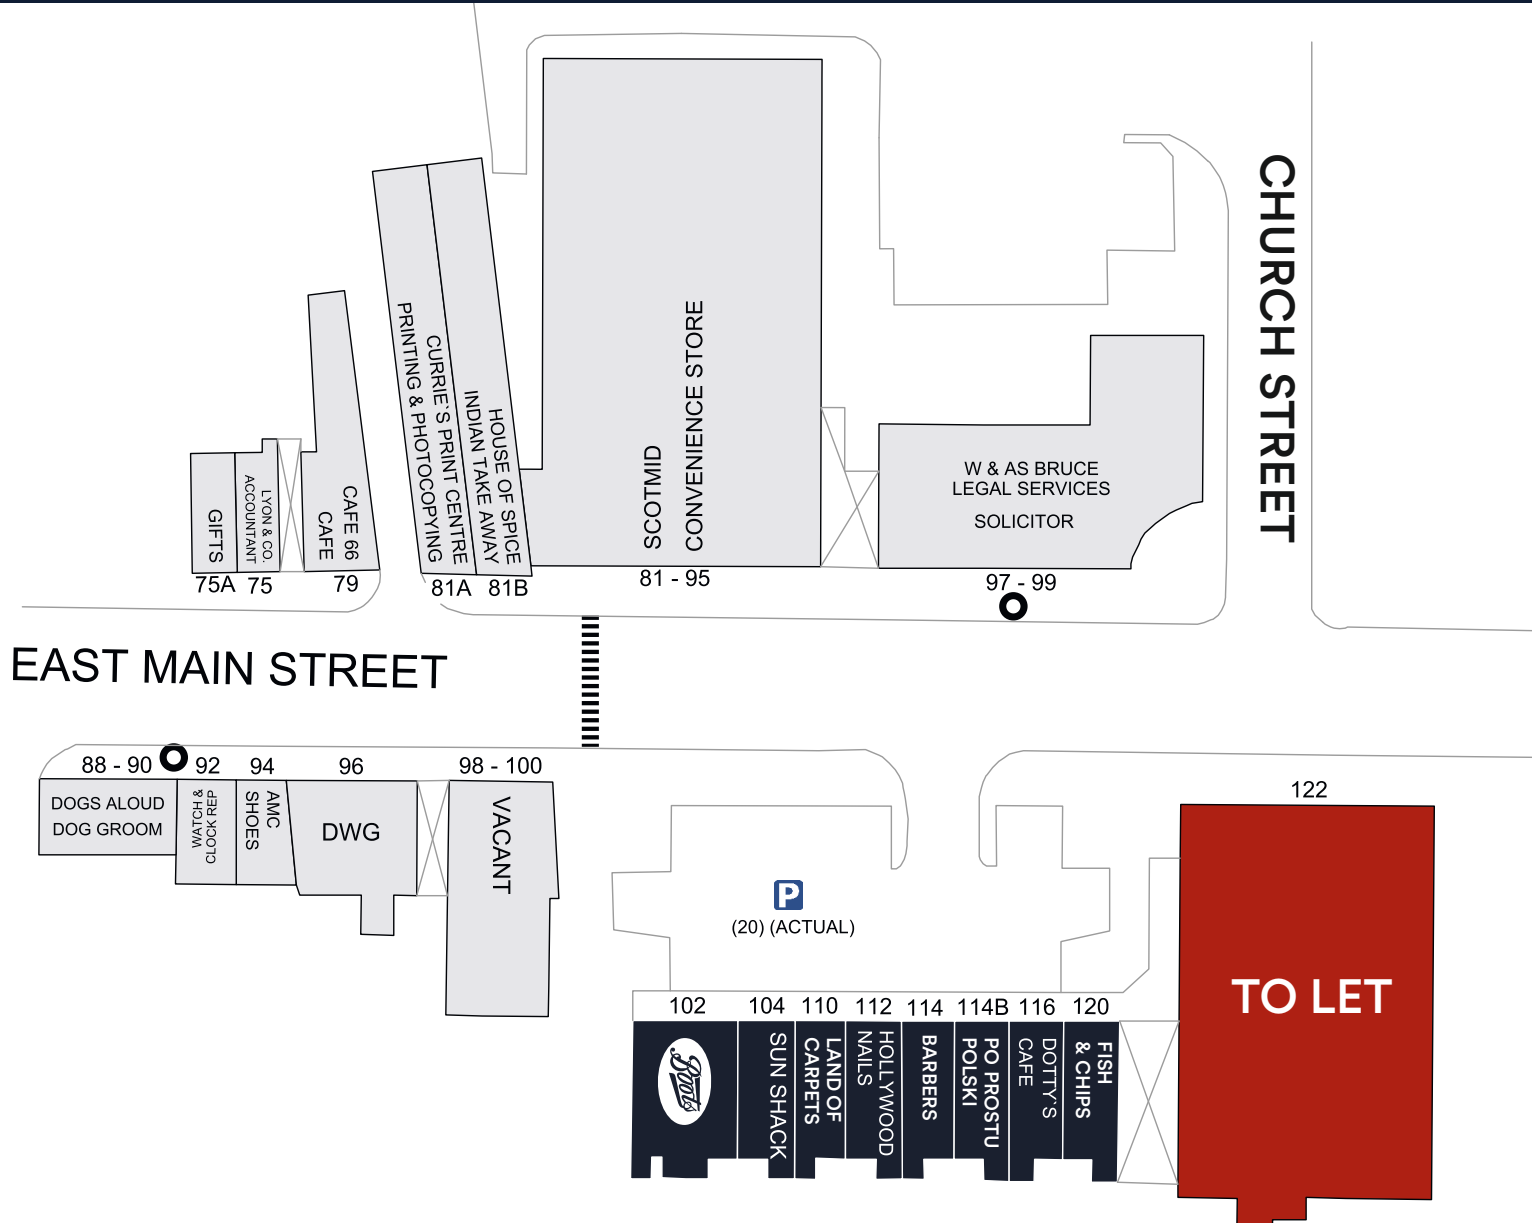 CHURCH STREET
PRINTING & PHOTOCOPYING
CURRIE`S PRINT CENTRE
INDIAN TAKE AWAY
HOUSE OF SPICE
SCOTMID
CONVENIENCE STORE
W & AS BRUCE
LEGAL SERVICES
SOLICITOR
GIFTS
ACCOUNTANT
LYON & CO.
CAFE
CAFE 66
75A
75
79
81A
81B
81 - 95
97 - 99
EAST MAIN STREET
88 - 90
92
94
96
98 - 100
DOGS ALOUD
DOG GROOM
WATCH &
CLOCK REP
AMC
SHOES
DWG
VACANT
122
P
(20) (ACTUAL)
TO LET
102
104
110
112
114
114B
116
120
Boots
SUN SHACK
LAND OF
CARPETS
HOLLYWOOD
NAILS
BARBERS
PO PROSTU
POLSKI
DOTTY`S
CAFE
FISH
& CHIPS